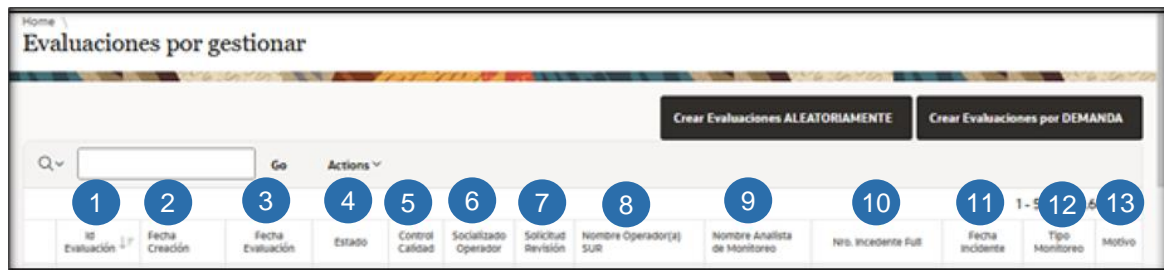 Home \
Evaluaciones por gestionar
Crear Evaluaciones ALEATORIAMENTE Crear Evaluaciones por DEMANDA
Go Actions
1 2 3 4 5 6 7 8 9 10 11 12 13
1 -
Id Evaluación
Fecha Creación
Fecha Evaluación
Estado
Control Calidad
Socializado Operador
Solicitud Revisión
Nombre Operador(a) SUR
Nombre Analista de Monitoreo
Nro. Incedente Full
Fecha Incidente
Tipo Monitoreo
Motivo